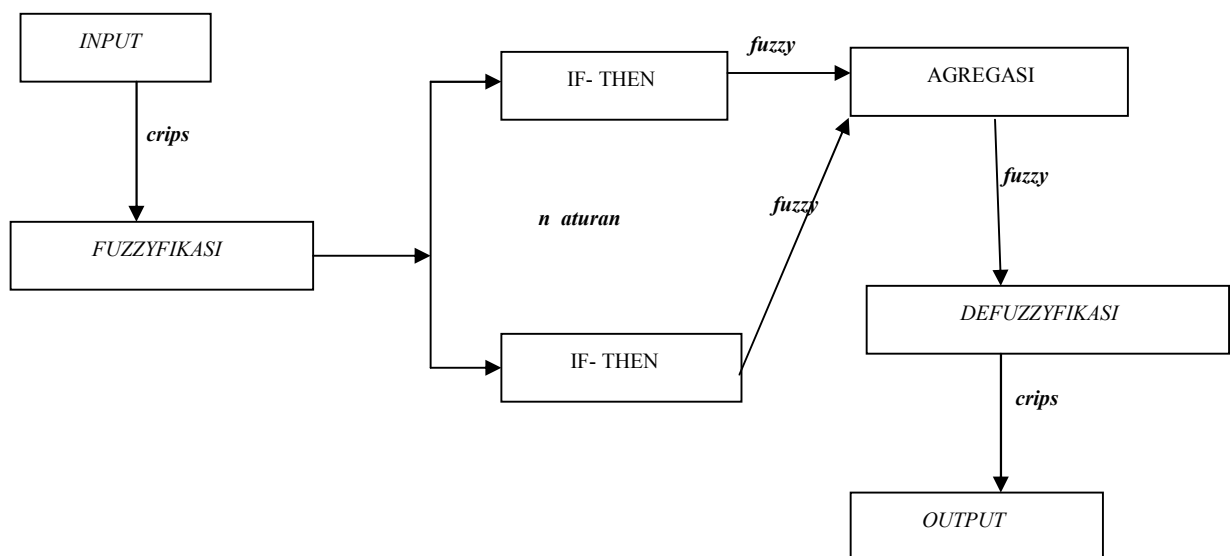 INPUT
crips
FUZZYFIKASI
IF- THEN
n aturan
IF- THEN
fuzzy
fuzzy
AGREGASI
fuzzy
DEFUZZYFIKASI
crips
OUTPUT